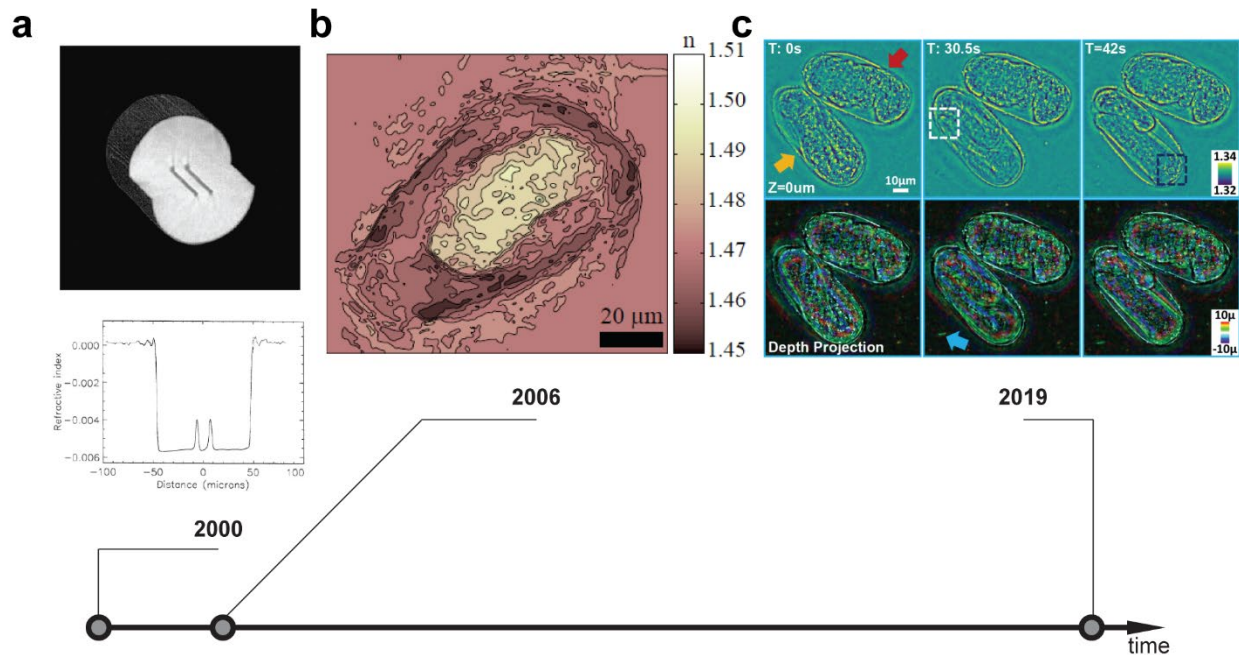 a
0.000
-0.002
-0.004
-0.006
Refractive index
-100
-50
0
50
100
Distance (microns)
b
n
1.51
1.50
1.49
1.48
1.47
1.46
1.45
20 μm
c
T: 0s
T: 30.5s
T=42s
Z=0um
10μm
1.34
1.32
Depth Projection
10μ
-10μ
2000
2006
2019
time